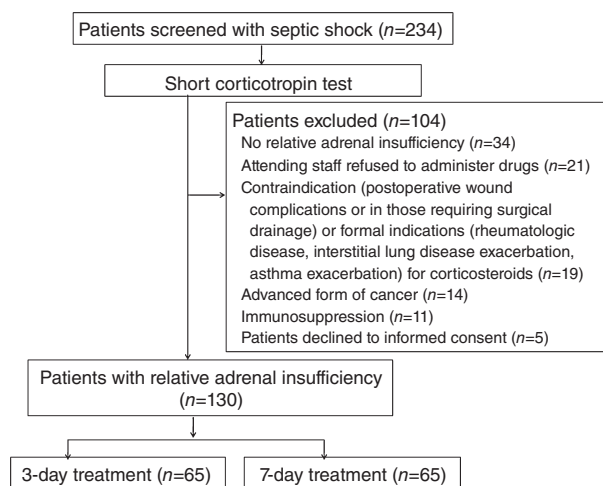 Patients screened with septic shock (n=234)
Short corticotropin test
Patients excluded (n=104)
No relative adrenal insufficiency (n=34)
Attending staff refused to administer drugs (n=21)
Contraindication (postoperative wound
complications or in those requiring surgical
drainage) or formal indications (rheumatologic
disease, interstitial lung disease exacerbation,
asthma exacerbation) for corticosteroids (n=19)
Advanced form of cancer (n=14)
Immunosuppression (n=11)
Patients declined to informed consent (n=5)
Patients with relative adrenal insufficiency
(n=130)
3-day treatment (n=65)
7-day treatment (n=65)